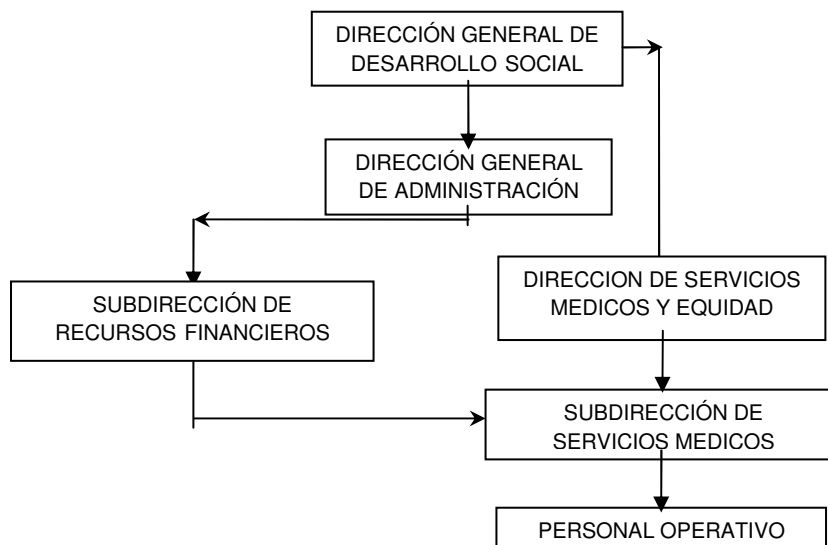 DIRECCIÓN GENERAL DE
DESARROLLO SOCIAL
DIRECCIÓN GENERAL
DE ADMINISTRACIÓN
SUBDIRECCIÓN DE
RECURSOS FINANCIEROS
DIRECCION DE SERVICIOS
MEDICOS Y EQUIDAD
SUBDIRECCIÓN DE
SERVICIOS MEDICOS
PERSONAL OPERATIVO